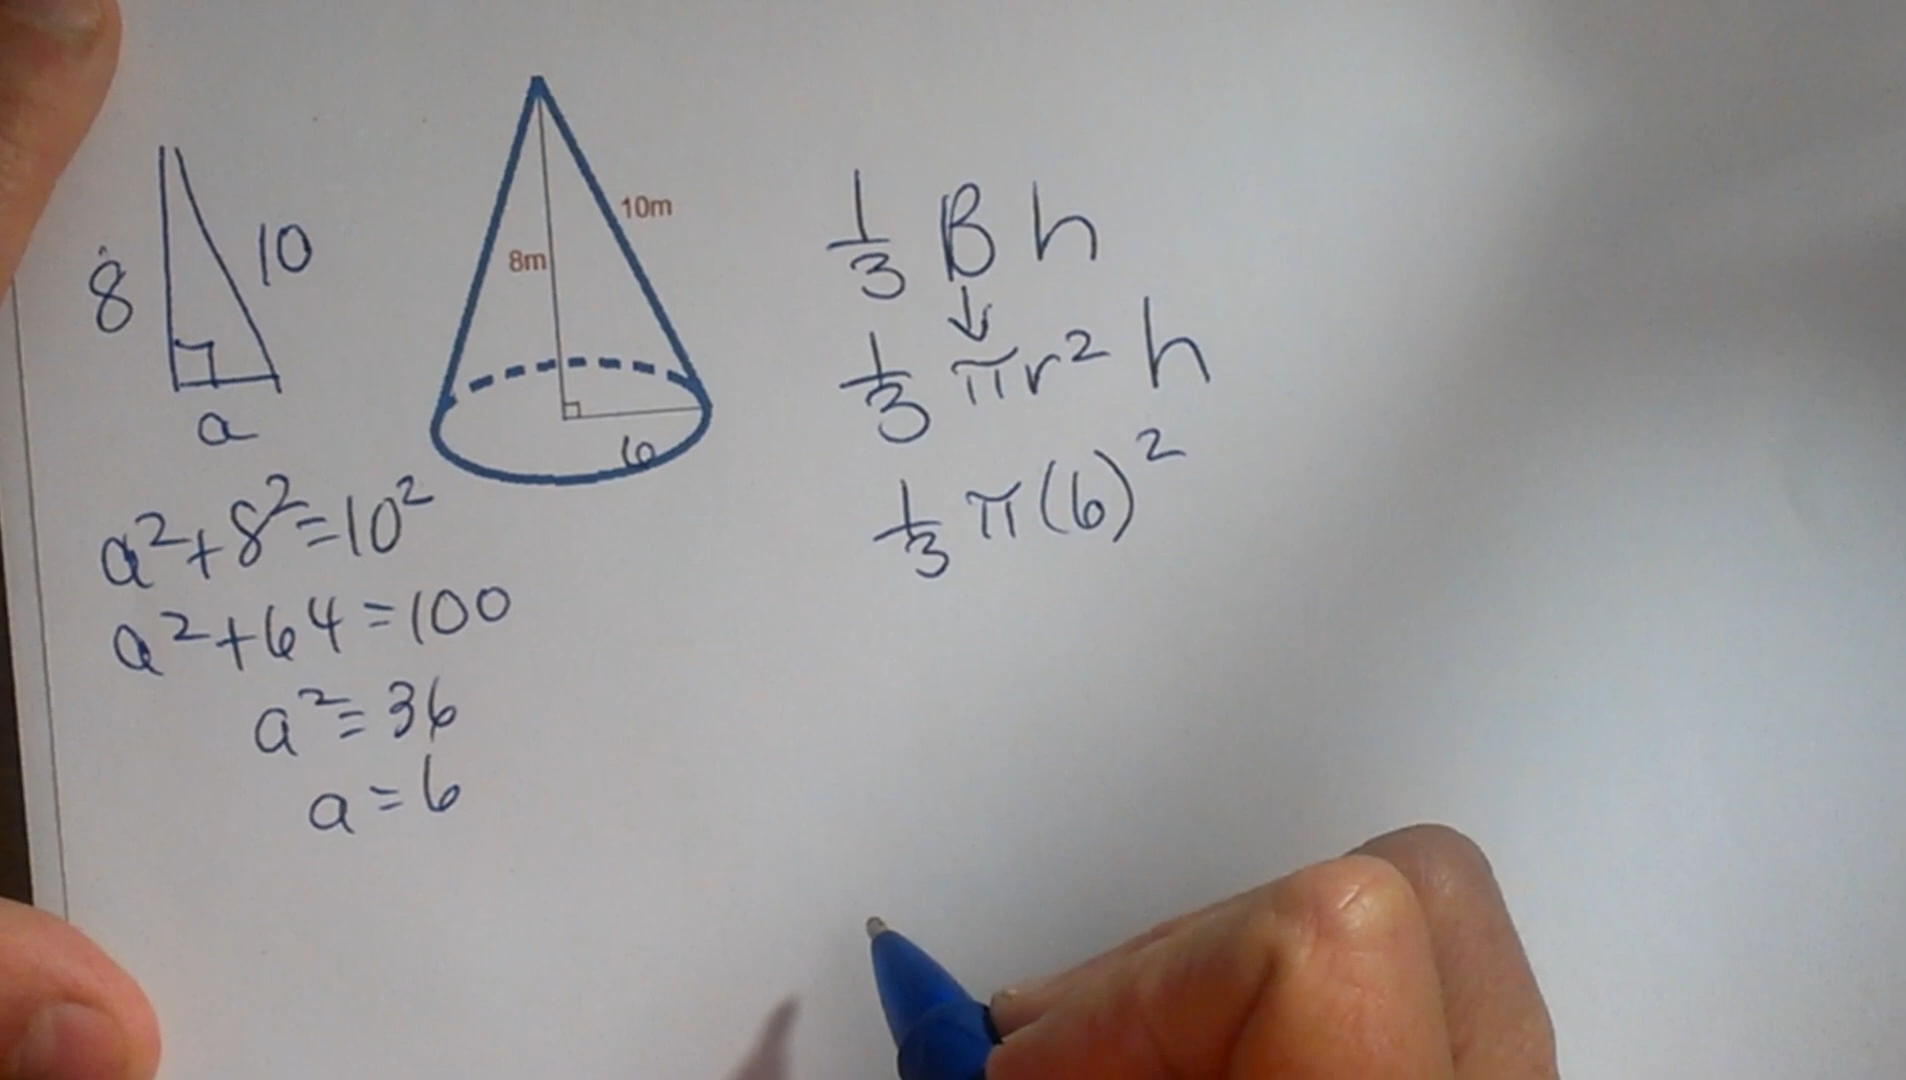 8
10
a
a²+8²=10²
a²+64=100
a²=36
a=6
10m
8m
6
1/3 B h
↓
1/3 πr² h
1/3 π(6)²